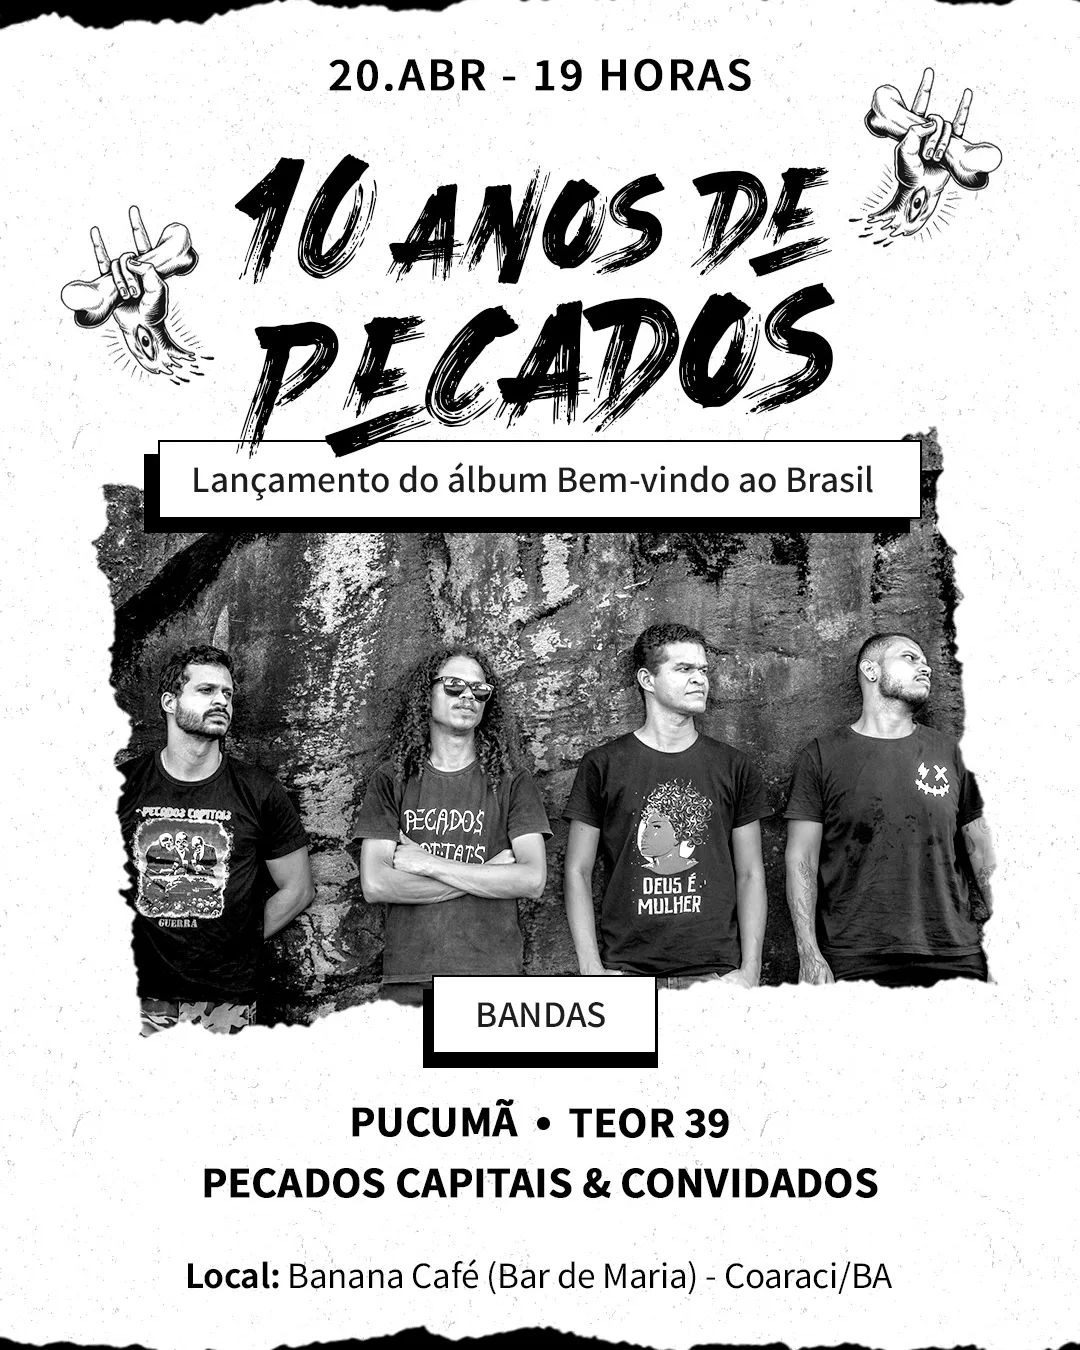 20.ABR - 19 HORAS
10 ANOS DE
PECADOS
Lançamento do álbum Bem-vindo ao Brasil
PECADOS CAPITAIS
GUERRA
PECADOS
DEUS É
MULHER
BANDAS
PUCUMÃ • TEOR 39
PECADOS CAPITAIS & CONVIDADOS
Local: Banana Café (Bar de Maria) - Coaraci/BA